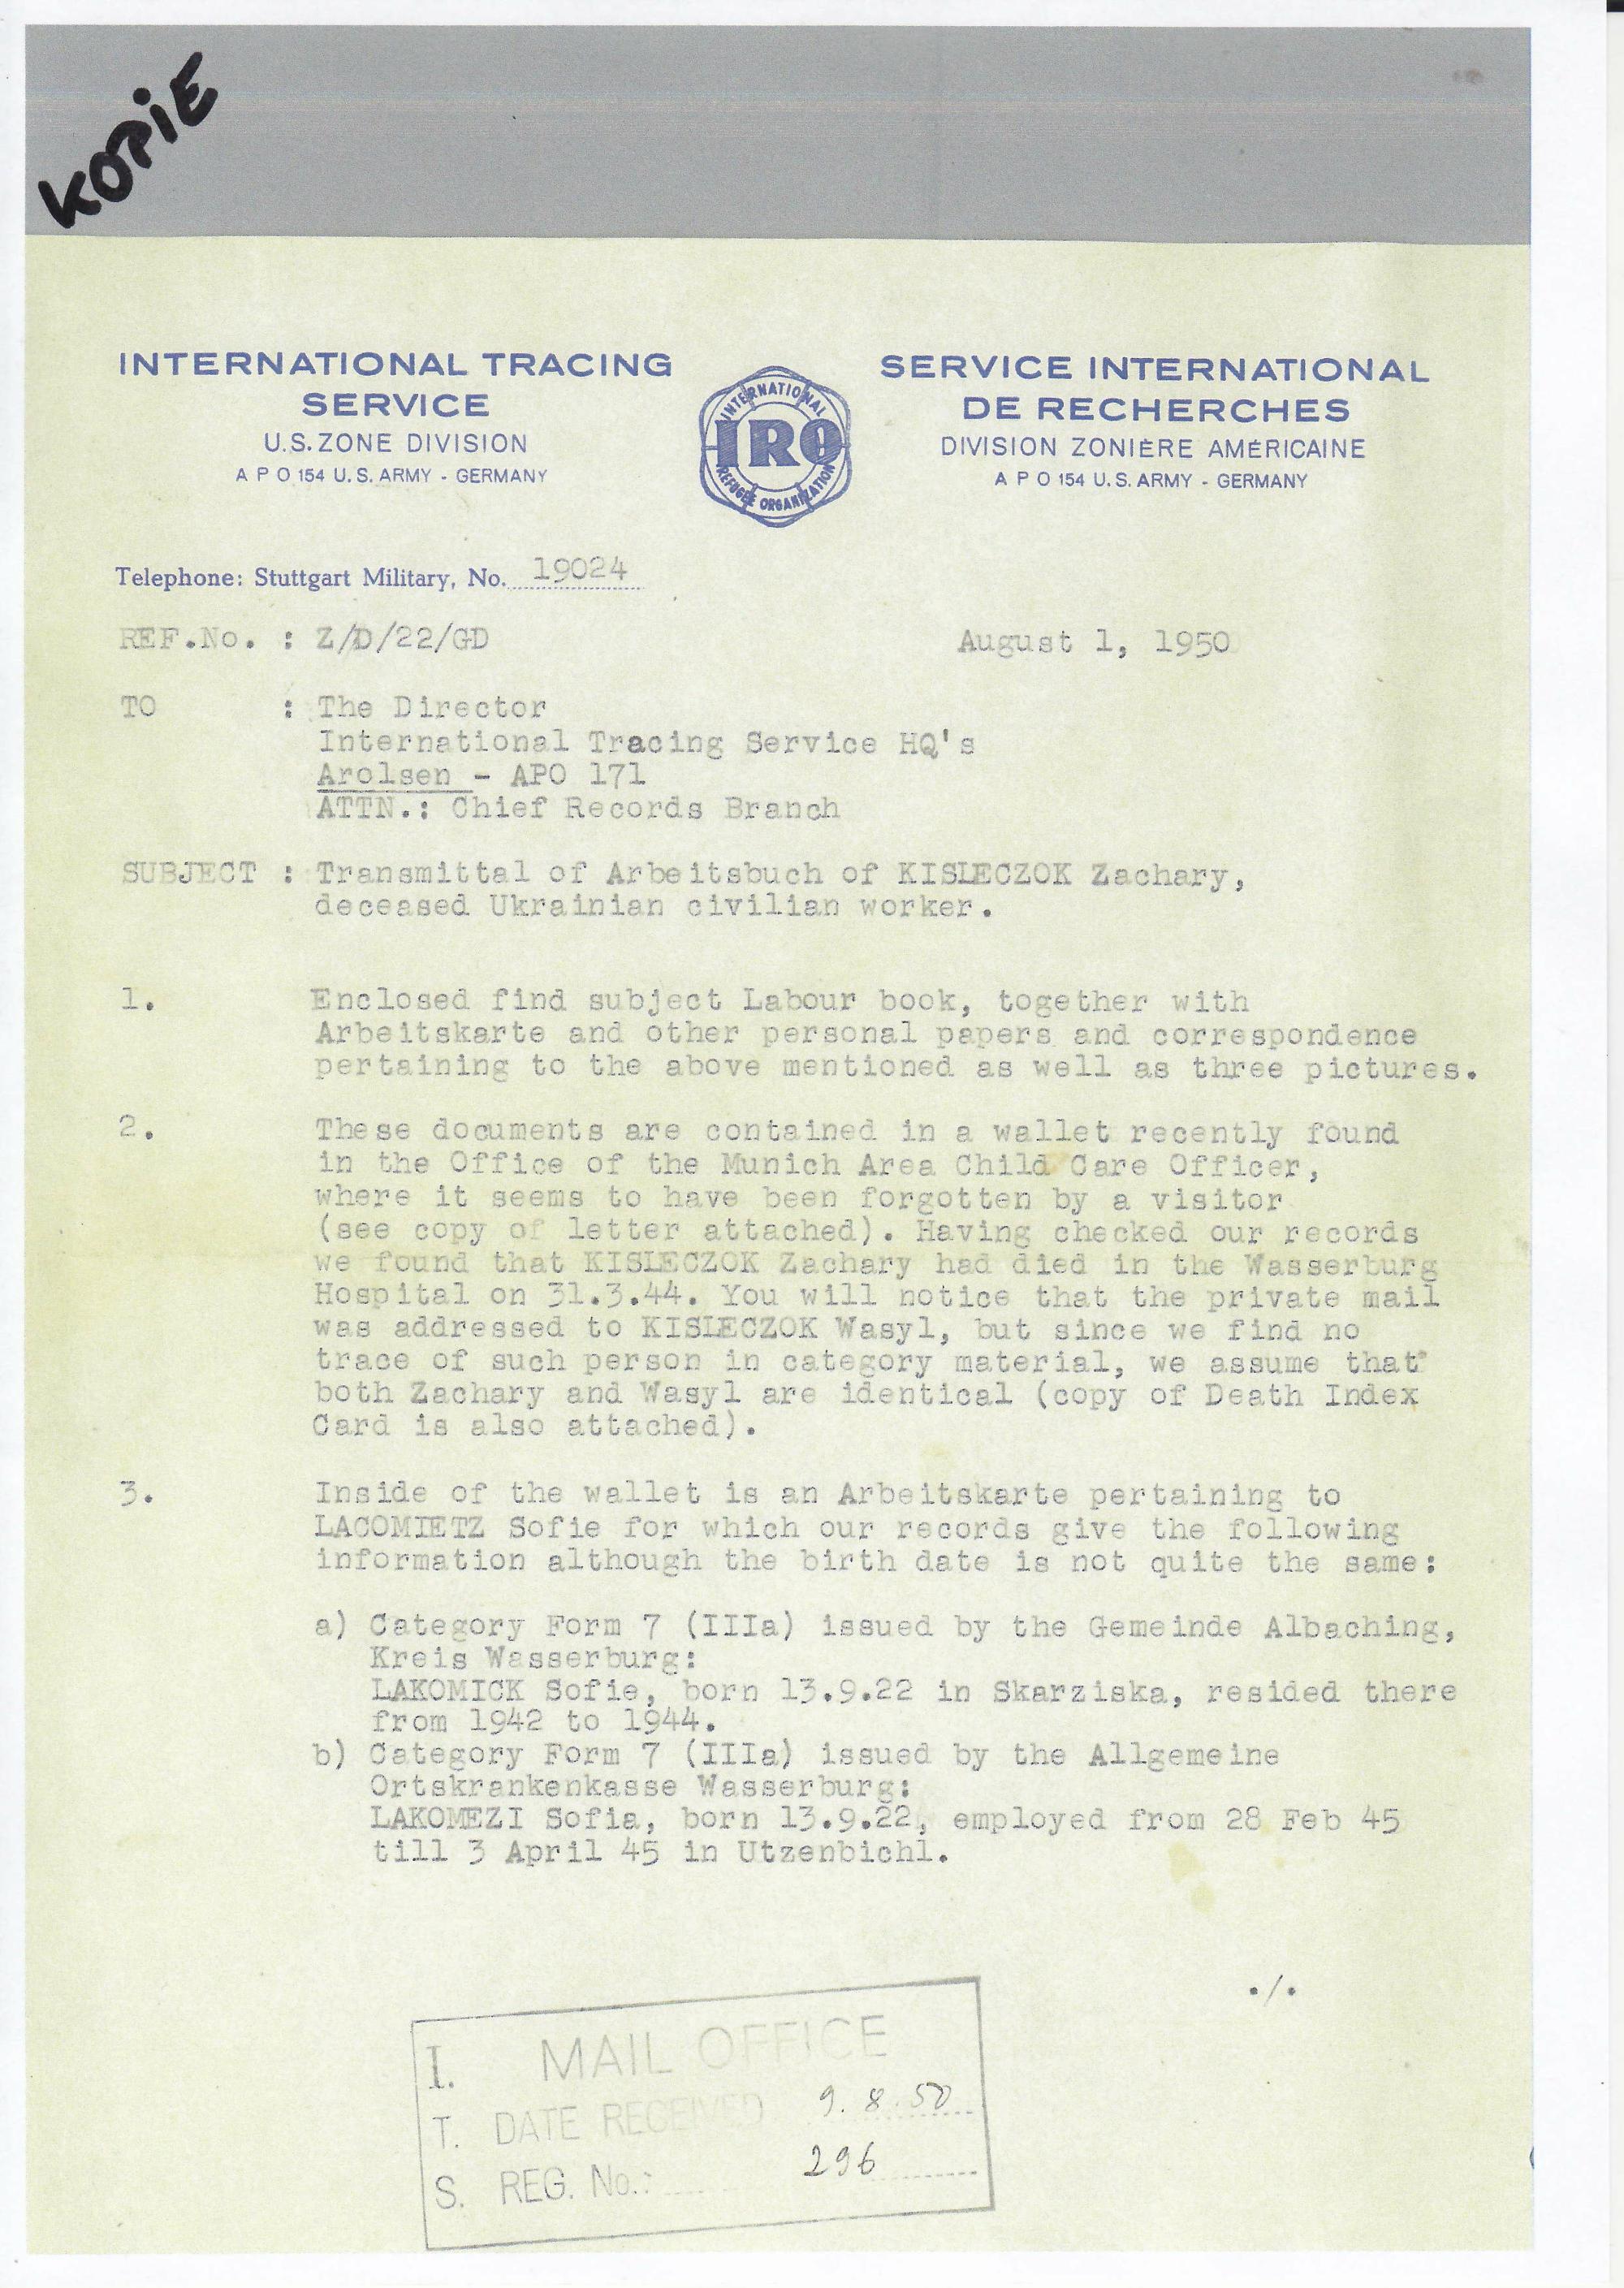 KOPIE
INTERNATIONAL TRACING
SERVICE
U.S. ZONE DIVISION
A P O 154 U. S. ARMY - GERMANY
INTERNATIONAL
IRO
REFUGEE ORGANIZATION
SERVICE INTERNATIONAL
DE RECHERCHES
DIVISION ZONIÈRE AMÉRICAINE
A P O 154 U. S. ARMY - GERMANY
Telephone: Stuttgart Military, No. 19024
REF.No. : Z/D/22/GD August 1, 1950
TO : The Director
International Tracing Service HQ's
Arolsen - APO 171
ATTN.: Chief Records Branch
SUBJECT : Transmittal of Arbeitsbuch of KISLECZOK Zachary,
deceased Ukrainian civilian worker.
1. Enclosed find subject Labour book, together with
Arbeitskarte and other personal papers and correspondence
pertaining to the above mentioned as well as three pictures.
2. These documents are contained in a wallet recently found
in the Office of the Munich Area Child Care Officer,
where it seems to have been forgotten by a visitor
(see copy of letter attached). Having checked our records
we found that KISLECZOK Zachary had died in the Wasserburg
Hospital on 31.3.44. You will notice that the private mail
was addressed to KISLECZOK Wasyl, but since we find no
trace of such person in category material, we assume that
both Zachary and Wasyl are identical (copy of Death Index
Card is also attached).
3. Inside of the wallet is an Arbeitskarte pertaining to
LACOMIETZ Sofie for which our records give the following
information although the birth date is not quite the same:
a) Category Form 7 (IIIa) issued by the Gemeinde Albaching,
Kreis Wasserburg:
LAKOMICK Sofie, born 13.9.22 in Skarziska, resided there
from 1942 to 1944.
b) Category Form 7 (IIIa) issued by the Allgemeine
Ortskrankenkasse Wasserburg:
LAKOMEZI Sofia, born 13.9.22, employed from 28 Feb 45
till 3 April 45 in Utzenbichl.
./.
I. MAIL OFFICE
T. DATE RECEIVED 9. 8. 50
S. REG. No.: 296